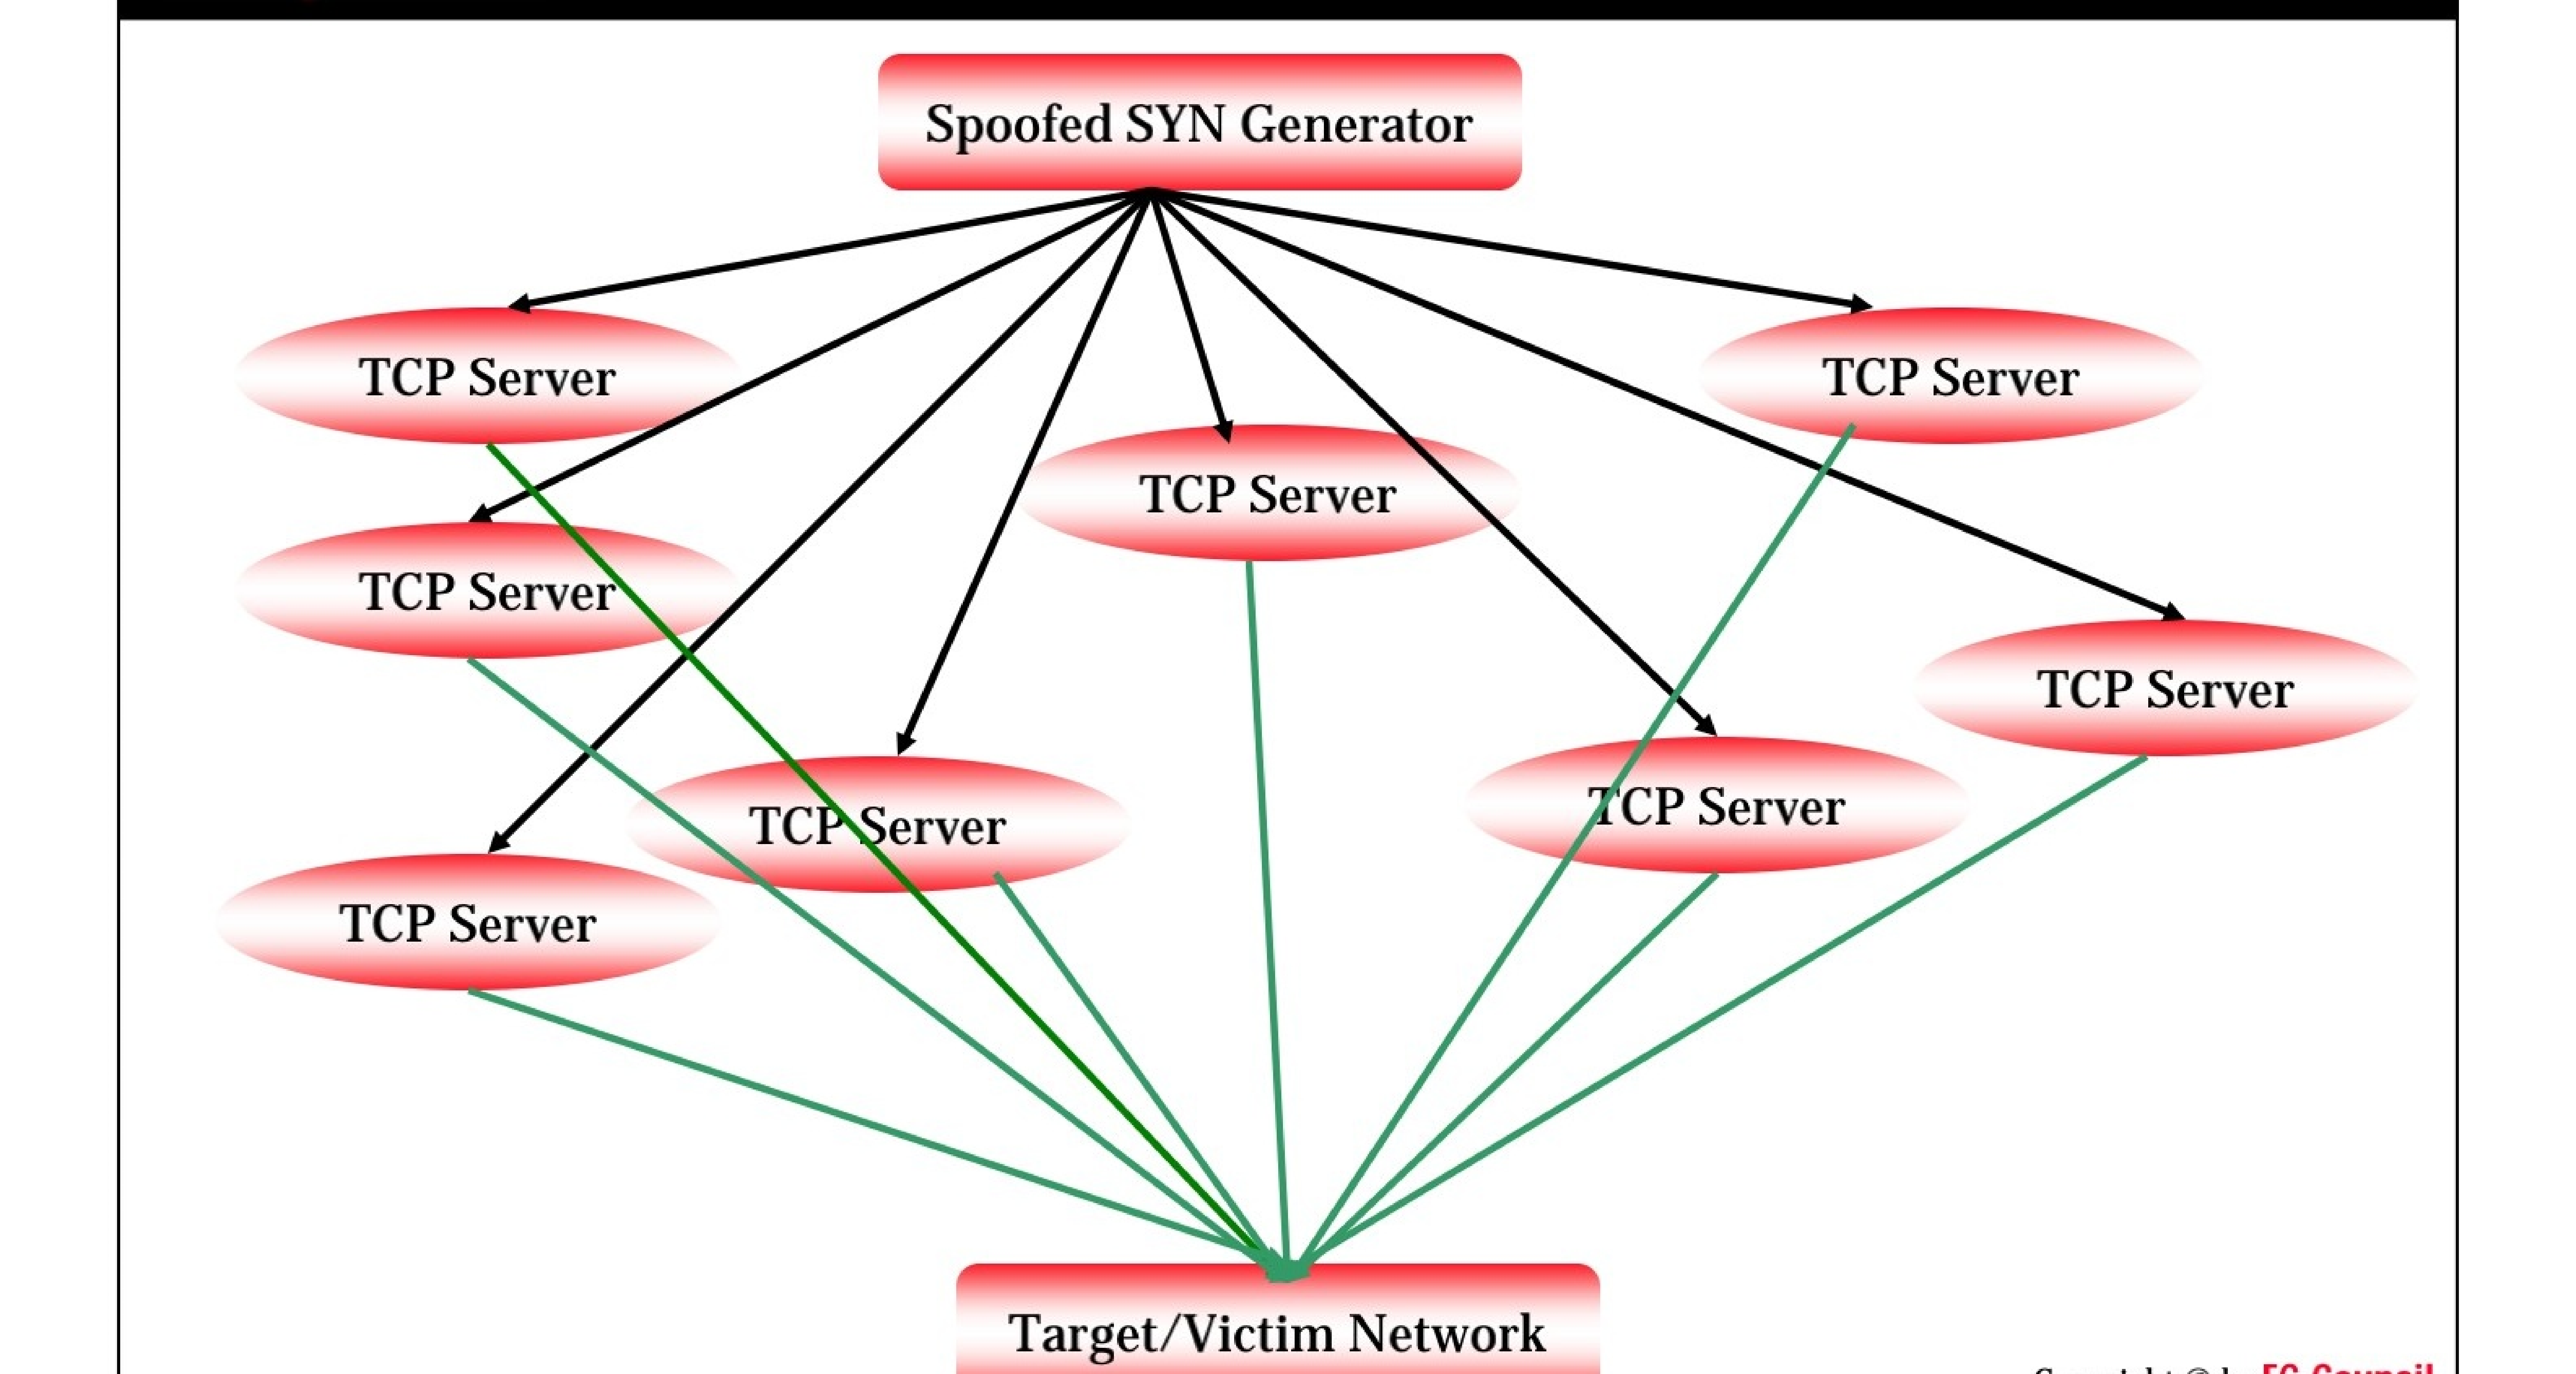 Spoofed SYN Generator
TCP Server
TCP Server
TCP Server
TCP Server
TCP Server
TCP Server
TCP Server
TCP Server
Target/Victim Network
Copyright © by EC-Council